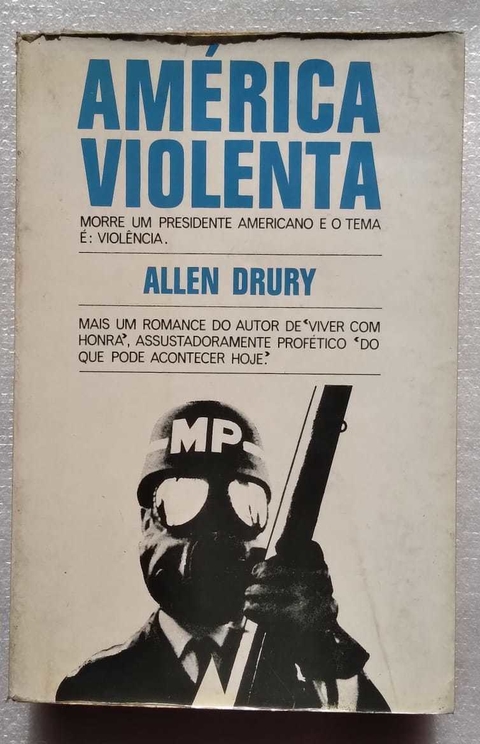 AMÉRICA
VIOLENTA
MORRE UM PRESIDENTE AMERICANO E O TEMA
É: VIOLÊNCIA.
ALLEN DRURY
MAIS UM ROMANCE DO AUTOR DE ‘VIVER COM
HONRA’, ASSUSTADORAMENTE PROFÉTICO ‘DO
QUE PODE ACONTECER HOJE.’
MP